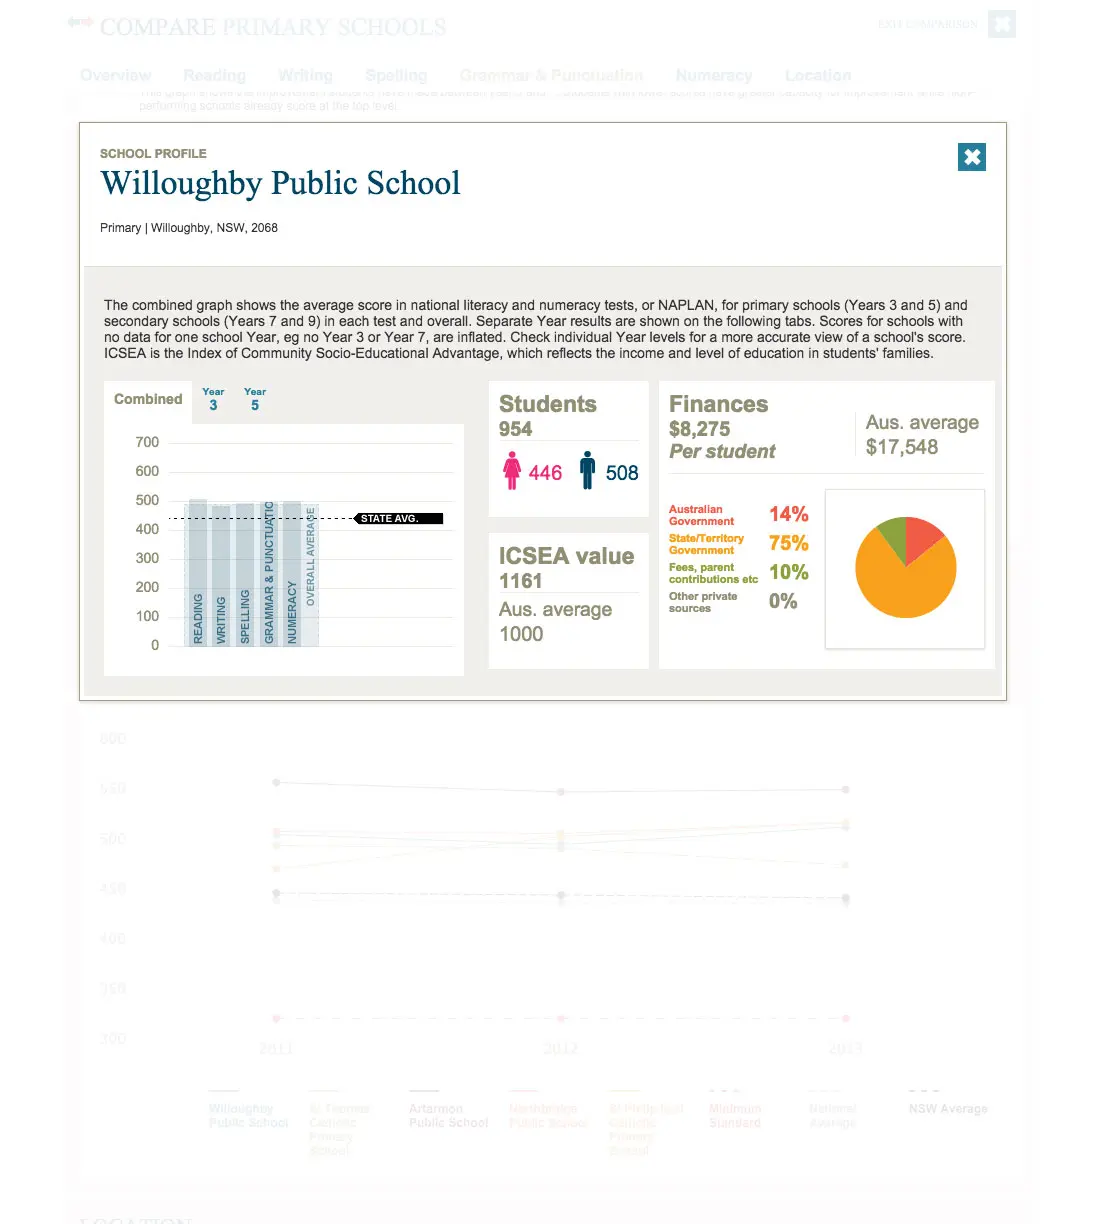 COMPARE PRIMARY SCHOOLS
EXIT COMPARISON
Overview Reading Writing Spelling Grammar & Punctuation Numeracy Location
performing schools already score at the top level
SCHOOL PROFILE
Willoughby Public School
Primary | Willoughby, NSW, 2068
The combined graph shows the average score in national literacy and numeracy tests, or NAPLAN, for primary schools (Years 3 and 5) and
secondary schools (Years 7 and 9) in each test and overall. Separate Year results are shown on the following tabs. Scores for schools with
no data for one school Year, eg no Year 3 or Year 7, are inflated. Check individual Year levels for a more accurate view of a school's score.
ICSEA is the Index of Community Socio-Educational Advantage, which reflects the income and level of education in students' families.
Combined
Year
3
Year
5
700
600
500
400
300
200
100
0
READING
WRITING
SPELLING
GRAMMAR & PUNCTUATIC
NUMERACY
OVERALL AVERAGE
STATE AVG.
Students
954
446
508
ICSEA value
1161
Aus. average
1000
Finances
$8,275
Per student
Aus. average
$17,548
Australian
Government
14%
State/Territory
Government
75%
Fees, parent
contributions etc
10%
Other private
sources
0%
600
550
500
450
400
350
300
2011
2012
2013
Willoughby
Public School
St Thomas
Catholic
Primary
School
Artarmon
Public School
Northbridge
Public School
Catholic
Primary
School
Minimum
Standard
National
Average
NSW Average
LOCATION